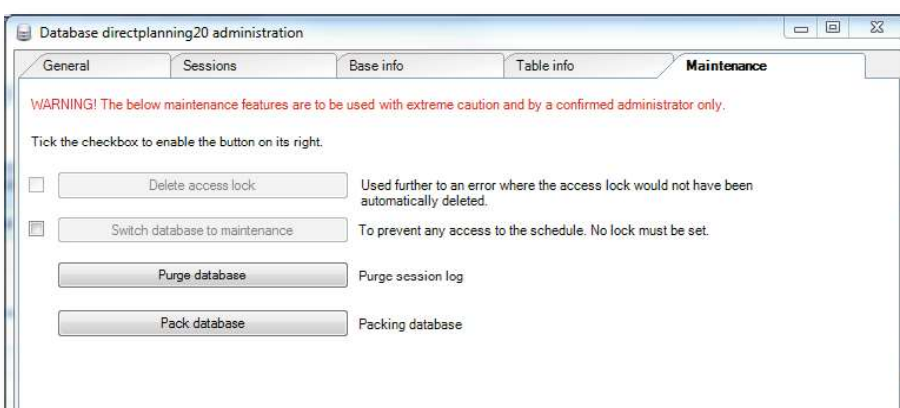 Database directplanning20 administration
General Sessions Base info Table info Maintenance
WARNING! The below maintenance features are to be used with extreme caution and by a confirmed administrator only.
Tick the checkbox to enable the button on its right.
Delete access lock
Used further to an error where the access lock would not have been
automatically deleted.
Switch database to maintenance
To prevent any access to the schedule. No lock must be set.
Purge database
Purge session log
Pack database
Packing database